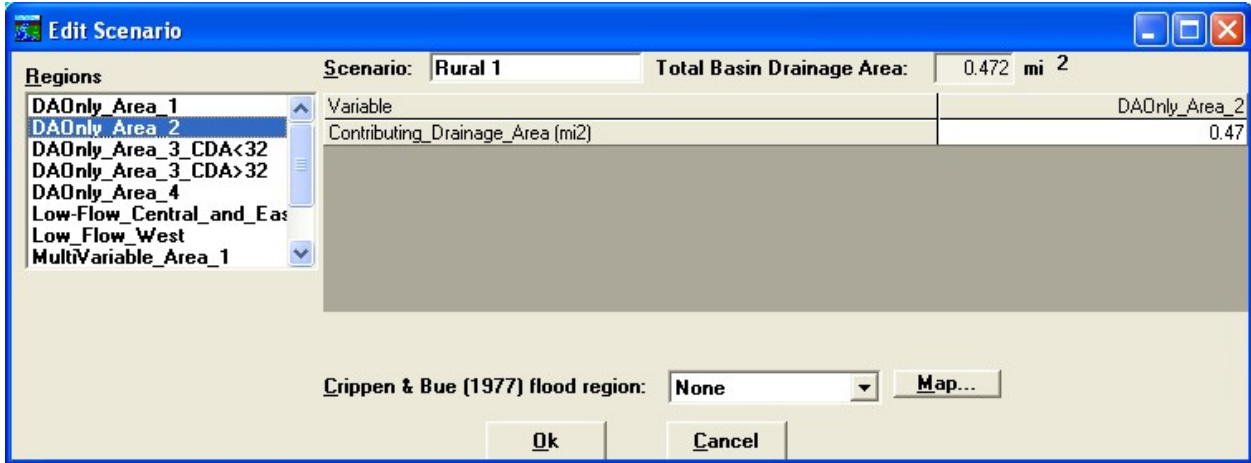 Edit Scenario
Regions
Scenario: Rural 1 Total Basin Drainage Area: 0.472 mi 2
DAOnly_Area_1
DAOnly_Area_2
DAOnly_Area_3_CDA<32
DAOnly_Area_3_CDA>32
DAOnly_Area_4
Low-Flow_Central_and_Eas
Low_Flow_West
MultiVariable_Area_1
Variable DAOnly_Area_2
Contributing_Drainage_Area (mi2) 0.47
Crippen & Bue (1977) flood region: None Map...
Ok Cancel